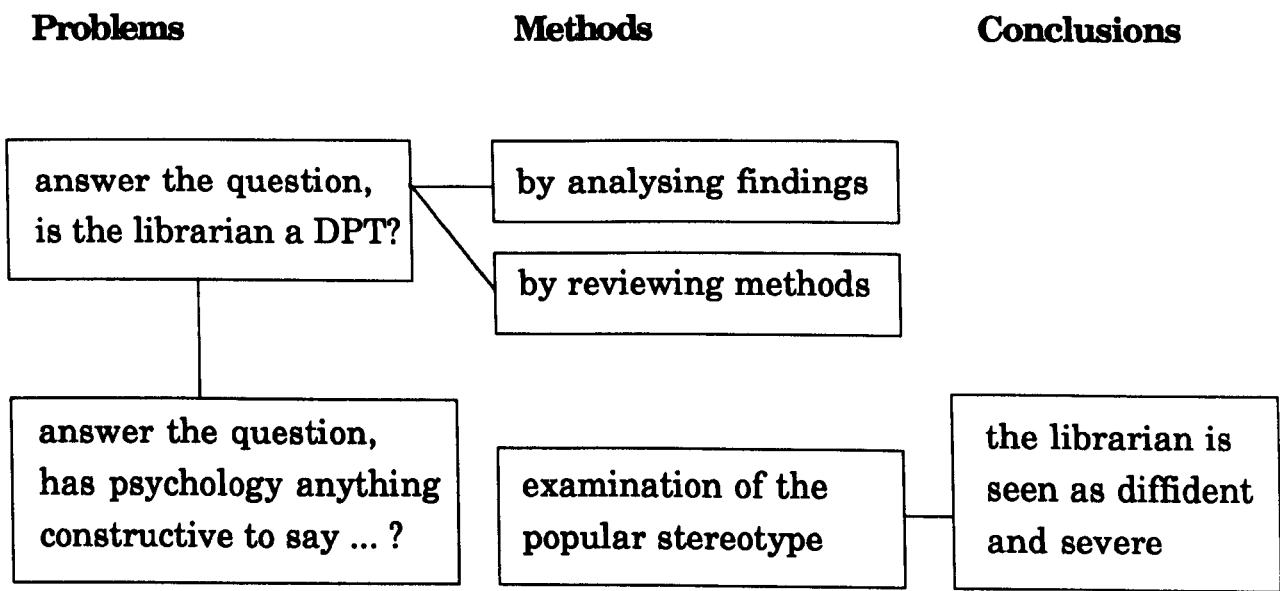 Problems
Methods
Conclusions
answer the question,
is the librarian a DPT?
by analysing findings
by reviewing methods
answer the question,
has psychology anything
constructive to say ... ?
examination of the
popular stereotype
the librarian is
seen as diffident
and severe